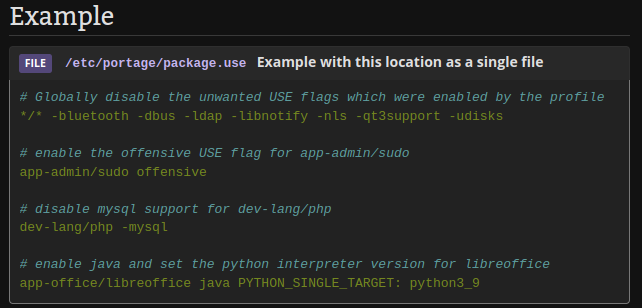 Example
FILE /etc/portage/package.use Example with this location as a single file
# Globally disable the unwanted USE flags which were enabled by the profile
*/* -bluetooth -dbus -ldap -libnotify -nls -qt3support -udisks
# enable the offensive USE flag for app-admin/sudo
app-admin/sudo offensive
# disable mysql support for dev-lang/php
dev-lang/php -mysql
# enable java and set the python interpreter version for libreoffice
app-office/libreoffice java PYTHON_SINGLE_TARGET: python3_9